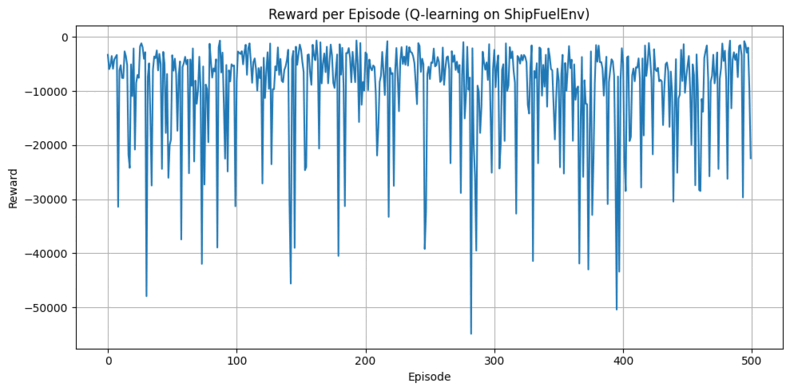 Reward per Episode (Q-learning on ShipFuelEnv)
0
−10000
−20000
−30000
−40000
−50000
Reward
0 100 200 300 400 500
Episode